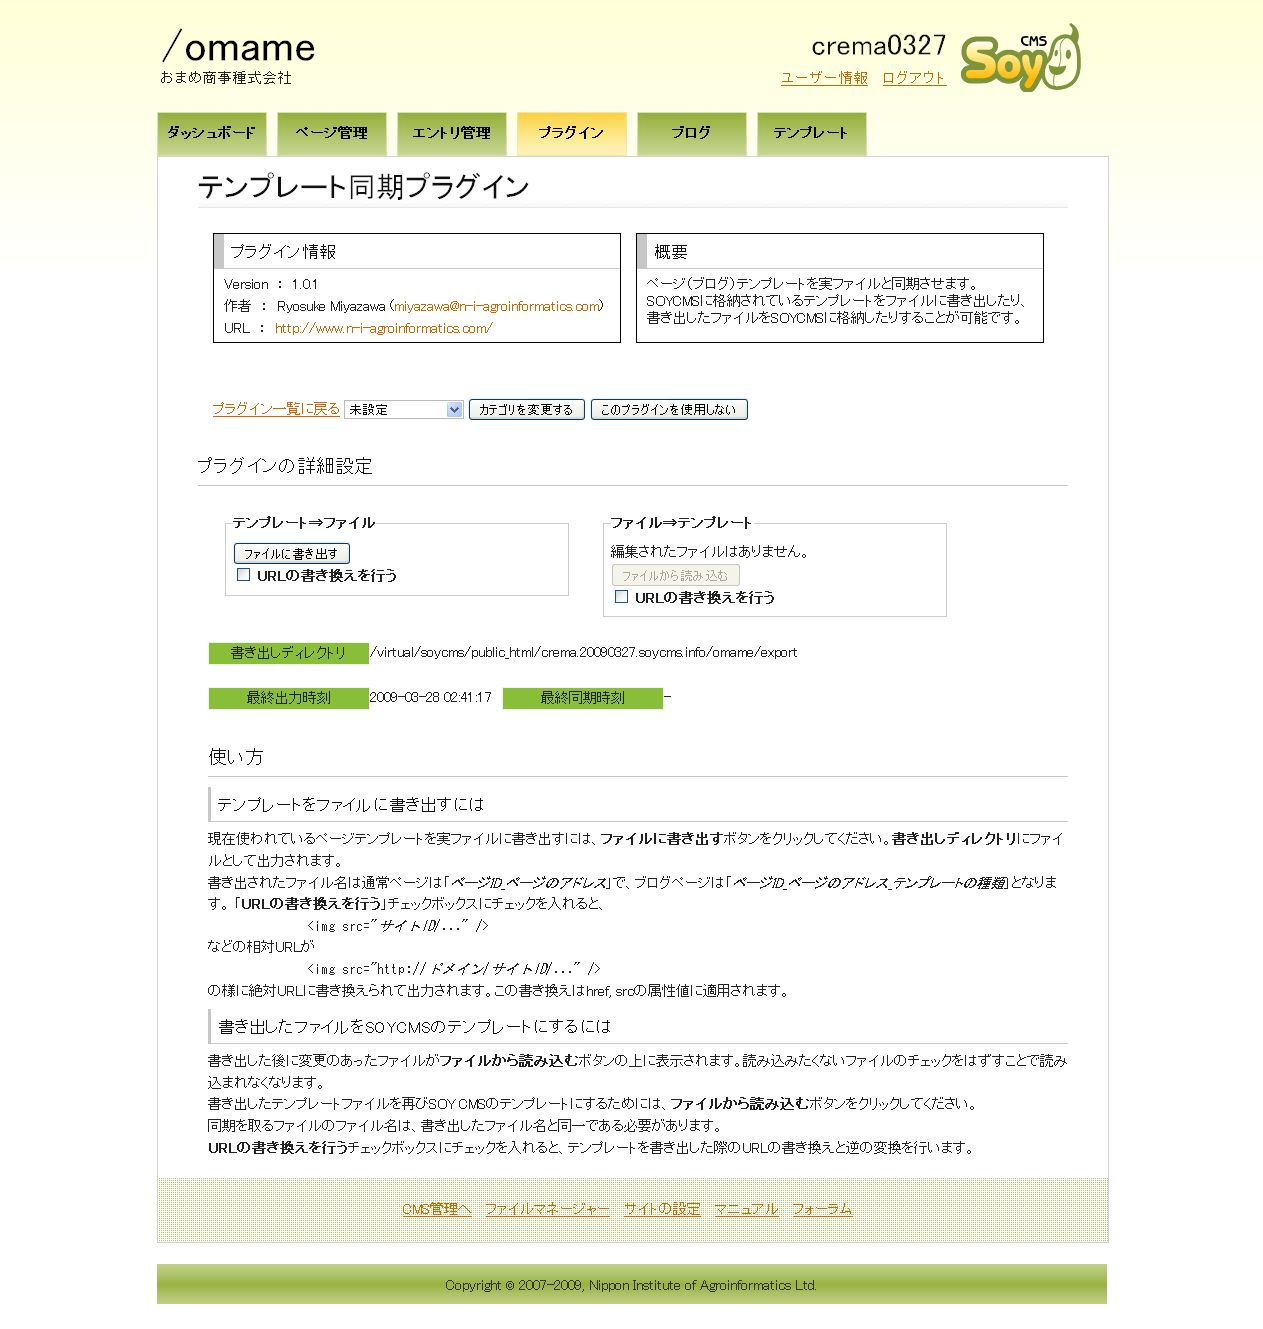 /omame
おまめ商事種式会社
crema0327
ユーザー情報 ログアウト
CMS
Soy
ダッシュボード ページ管理 エントリ管理 プラグイン ブログ テンプレート
テンプレート同期プラグイン
プラグイン情報
Version : 1.0.1
作者 : Ryosuke Miyazawa (miyazawa@n-i-agroinformatics.com)
URL : http://www.n-i-agroinformatics.com/
概要
ページ(ブログ)テンプレートを実ファイルと同期させます。
SOYCMSに格納されているテンプレートをファイルに書き出したり、
書き出したファイルをSOYCMSに格納したりすることが可能です。
プラグイン一覧に戻る 未設定 カテゴリを変更する このプラグインを使用しない
プラグインの詳細設定
テンプレート⇒ファイル
ファイルに書き出す
URLの書き換えを行う
ファイル⇒テンプレート
編集されたファイルはありません。
ファイルから読み込む
URLの書き換えを行う
書き出しディレクトリ /virtual/soycms/public_html/crema.20090327.soycms.info/omame/export
最終出力時刻 2009-03-28 02:41:17 最終同期時刻 -
使い方
テンプレートをファイルに書き出すには
現在使われているページテンプレートを実ファイルに書き出すには、ファイルに書き出すボタンをクリックしてください。書き出しディレクトリにファイ
ルとして出力されます。
書き出されたファイル名は通常ページは「ページID_ページのアドレス」で、ブログページは「ページID_ページのアドレス_テンプレートの種類」となりま
す。「URLの書き換えを行う」チェックボックスにチェックを入れると、
<img src="サイトID/..." />
などの相対URLが
<img src="http://ドメイン/サイトID/..." />
の様に絶対URLに書き換えられて出力されます。この書き換えはhref, srcの属性値に適用されます。
書き出したファイルをSOYCMSのテンプレートにするには
書き出した後に変更のあったファイルがファイルから読み込むボタンの上に表示されます。読み込みたくないファイルのチェックをはずすことで読み
込まれなくなります。
書き出したテンプレートファイルを再びSOY CMSのテンプレートにするためには、ファイルから読み込むボタンをクリックしてください。
同期を取るファイルのファイル名は、書き出したファイル名と同一である必要があります。
URLの書き換えを行うチェックボックスにチェックを入れると、テンプレートを書き出した際のURLの書き換えと逆の変換を行います。
CMS管理へ ファイルマネージャー サイトの設定 マニュアル フォーラム
Copyright © 2007-2009, Nippon Institute of Agroinformatics Ltd.